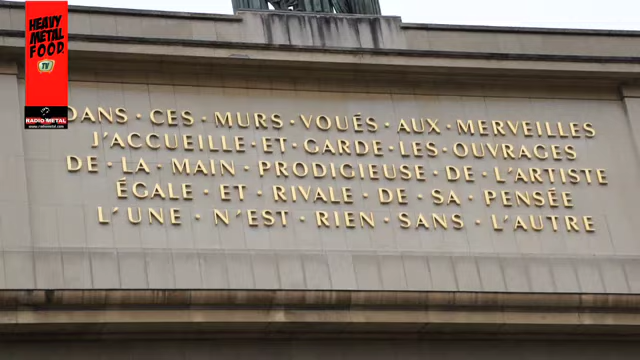 HEAVY
METAL
FOOD
TV
RADIO METAL
DANS · CES · MURS · VOUÉS · AUX · MERVEILLES
J'ACCUEILLE · ET · GARDE · LES · OUVRAGES
DE · LA · MAIN · PRODIGIEUSE · DE · L'ARTISTE
ÉGALE · ET · RIVALE · DE · SA · PENSÉE
L'UNE · N'EST · RIEN · SANS · L'AUTRE